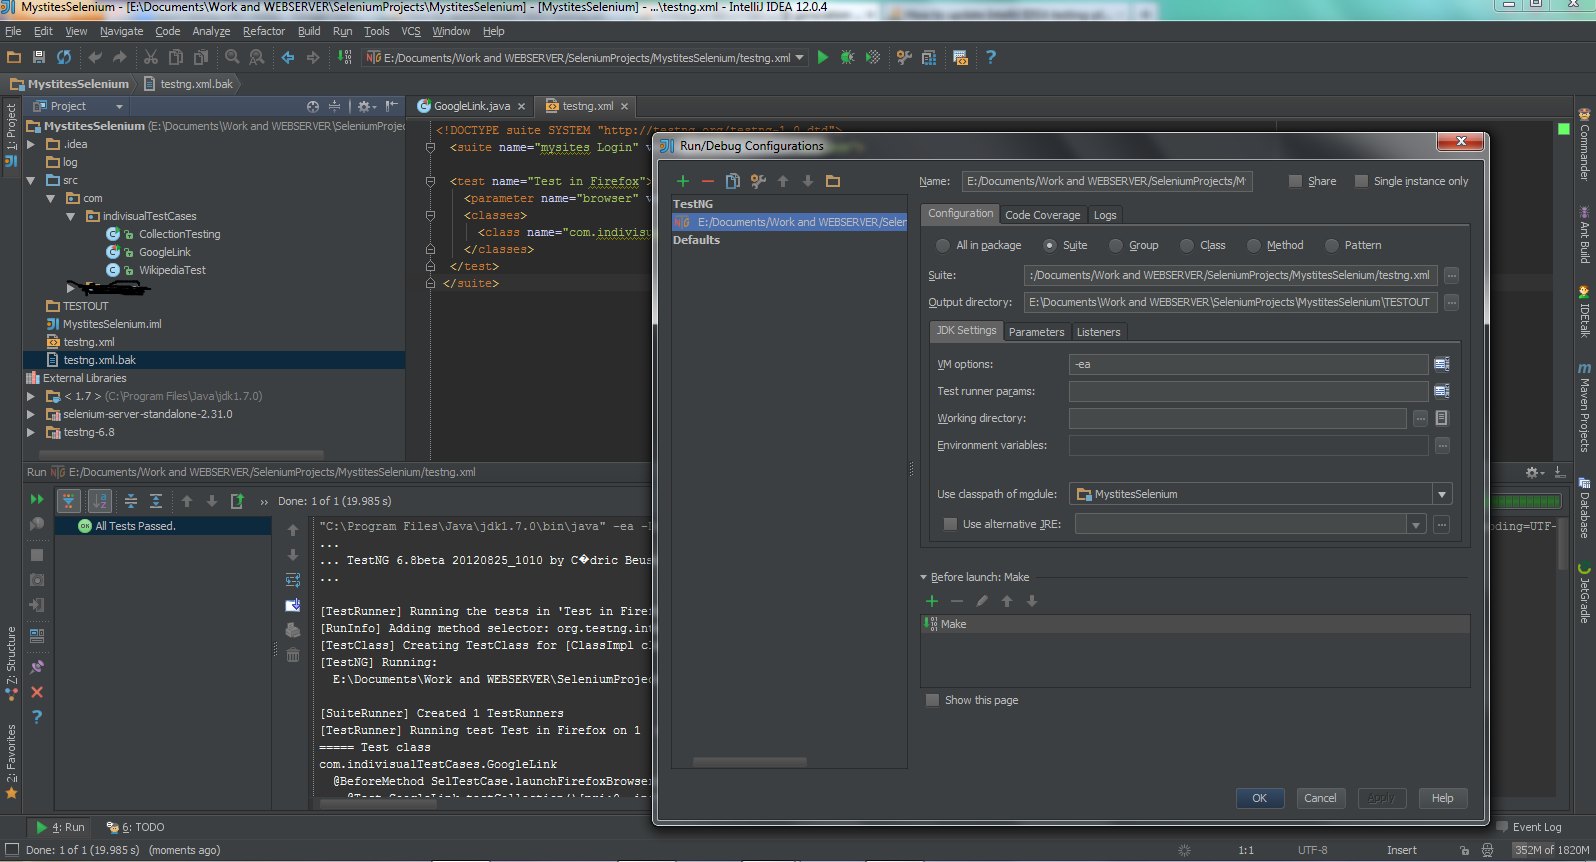 MystitesSelenium - [E:\Documents\Work and WEBSERVER\SeleniumProjects\MystitesSelenium] - [MystitesSelenium] - ...\testng.xml - IntelliJ IDEA 12.0.4
File Edit View Navigate Code Analyze Refactor Build Run Tools VCS Window Help
E:/Documents/Work and WEBSERVER/SeleniumProjects/MystitesSelenium/testng.xml
MystitesSelenium testng.xml.bak
1: Project
Project
MystitesSelenium (E:\Documents\Work and WEBSERVER\SeleniumProjec
.idea
log
src
com
indivisualTestCases
CollectionTesting
GoogleLink
WikipediaTest
TESTOUT
MystitesSelenium.iml
testng.xml
testng.xml.bak
External Libraries
< 1.7 > (C:\Program Files\Java\jdk1.7.0)
selenium-server-standalone-2.31.0
testng-6.8
GoogleLink.java testng.xml
<!DOCTYPE suite SYSTEM "http://testng.org/testng-1.0.dtd">
<suite name="mysites Login" v
<test name="Test in Firefox">
<parameter name="browser" v
<classes>
<class name="com.indivisu
</classes>
</test>
</suite>
Run E:/Documents/Work and WEBSERVER/SeleniumProjects/MystitesSelenium/testng.xml
Done: 1 of 1 (19.985 s)
All Tests Passed.
"C:\Program Files\Java\jdk1.7.0\bin\java" -ea -
...
... TestNG 6.8beta 20120825_1010 by C�dric Beus
...
[TestRunner] Running the tests in 'Test in Firef
[RunInfo] Adding method selector: org.testng.int
[TestClass] Creating TestClass for [ClassImpl cl
[TestNG] Running:
E:\Documents\Work and WEBSERVER\SeleniumProjec
[SuiteRunner] Created 1 TestRunners
[TestRunner] Running test Test in Firefox on 1
===== Test class
com.indivisualTestCases.GoogleLink
@BeforeMethod SelTestCase.launchFirefoxBrowser
oding=UTF-
Run/Debug Configurations
TestNG
E:/Documents/Work and WEBSERVER/Selen
Defaults
Name: E:/Documents/Work and WEBSERVER/SeleniumProjects/M
Share Single instance only
Configuration Code Coverage Logs
All in package Suite Group Class Method Pattern
Suite: :/Documents/Work and WEBSERVER/SeleniumProjects/MystitesSelenium/testng.xml ...
Output directory: E:\Documents\Work and WEBSERVER\SeleniumProjects\MystitesSelenium\TESTOUT ...
JDK Settings Parameters Listeners
VM options: -ea
Test runner params:
Working directory: ...
Environment variables: ...
Use classpath of module: MystitesSelenium
Use alternative JRE: ...
Before launch: Make
Make
Show this page
OK Cancel Apply Help
Commander
Ant Build
IDEtalk
Maven Projects
Database
JetGradle
Z: Structure
2: Favorites
4: Run 6: TODO Event Log
Done: 1 of 1 (19.985 s) (moments ago) 1:1 UTF-8 Insert 352M of 1820M